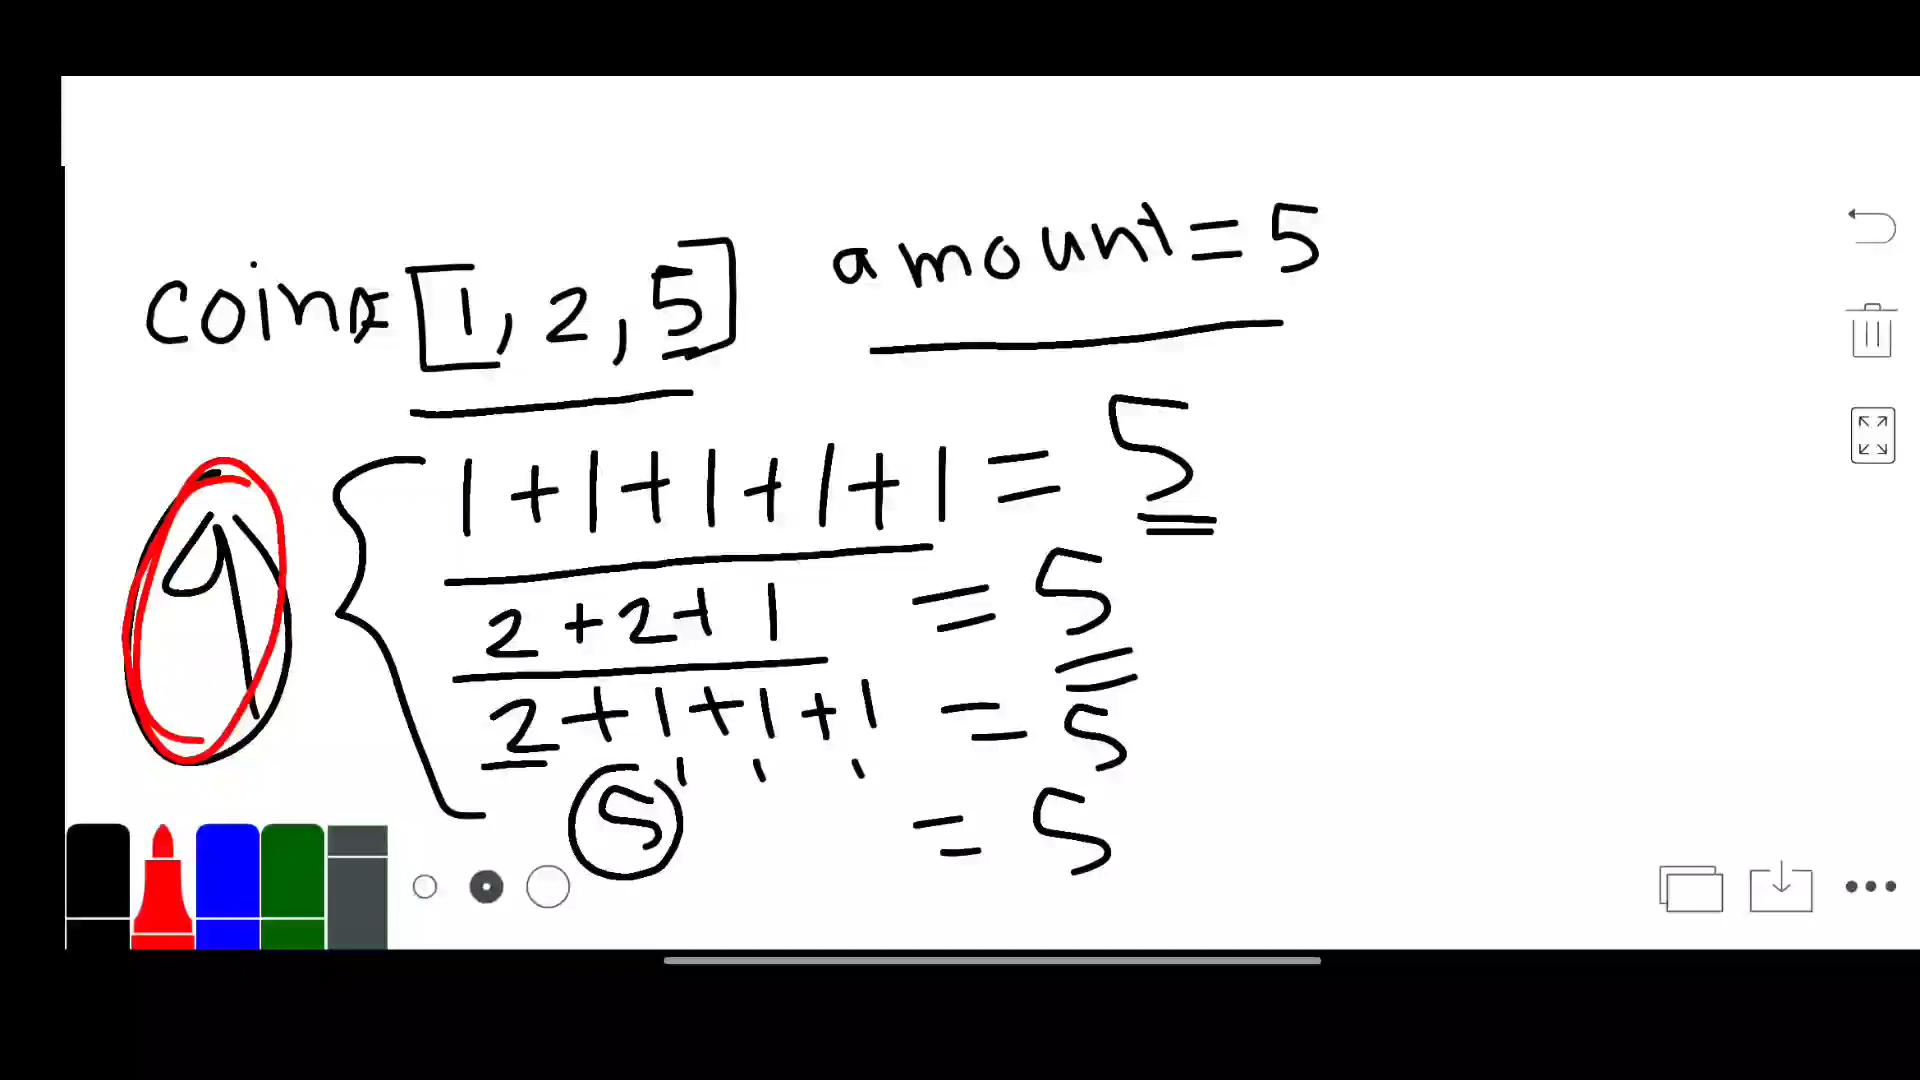 coins [1, 2, 5] amount = 5
1 + 1 + 1 + 1 + 1 = 5
2 + 2 + 1 = 5
2 + 1 + 1 + 1 = 5
5 = 5